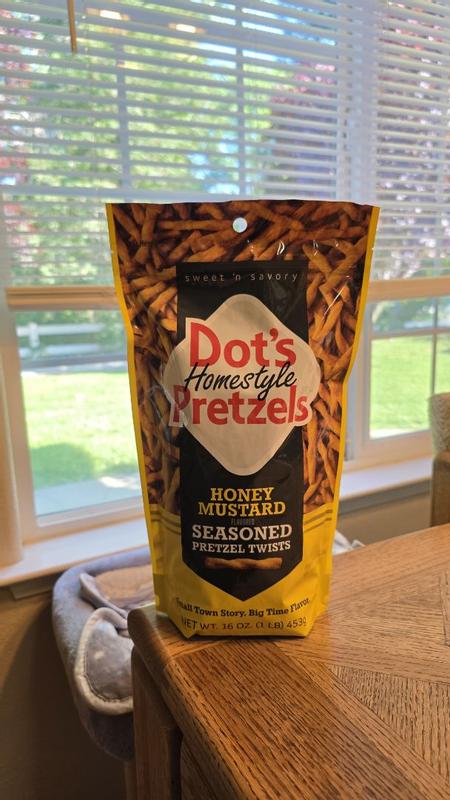 sweet 'n savory
Dot's
Homestyle
Pretzels
HONEY
MUSTARD
FLAVORED
SEASONED
PRETZEL TWISTS
Small Town Story. Big Time Flavor.
NET WT. 16 OZ. (1 LB) 453g